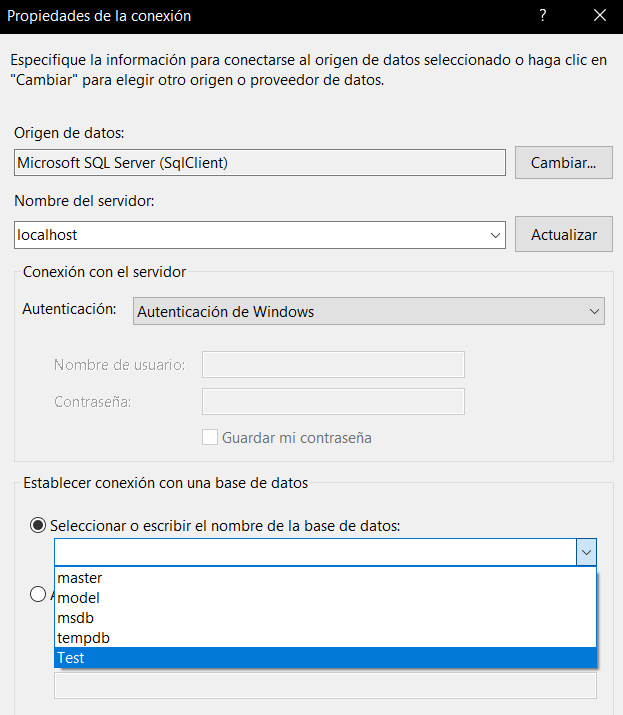 Propiedades de la conexión
?
Especifique la información para conectarse al origen de datos seleccionado o haga clic en
"Cambiar" para elegir otro origen o proveedor de datos.
Origen de datos:
Microsoft SQL Server (SqlClient)
Cambiar...
Nombre del servidor:
localhost
Actualizar
Conexión con el servidor
Autenticación:
Autenticación de Windows
Nombre de usuario:
Contraseña:
Guardar mi contraseña
Establecer conexión con una base de datos
Seleccionar o escribir el nombre de la base de datos:
master
model
msdb
tempdb
Test